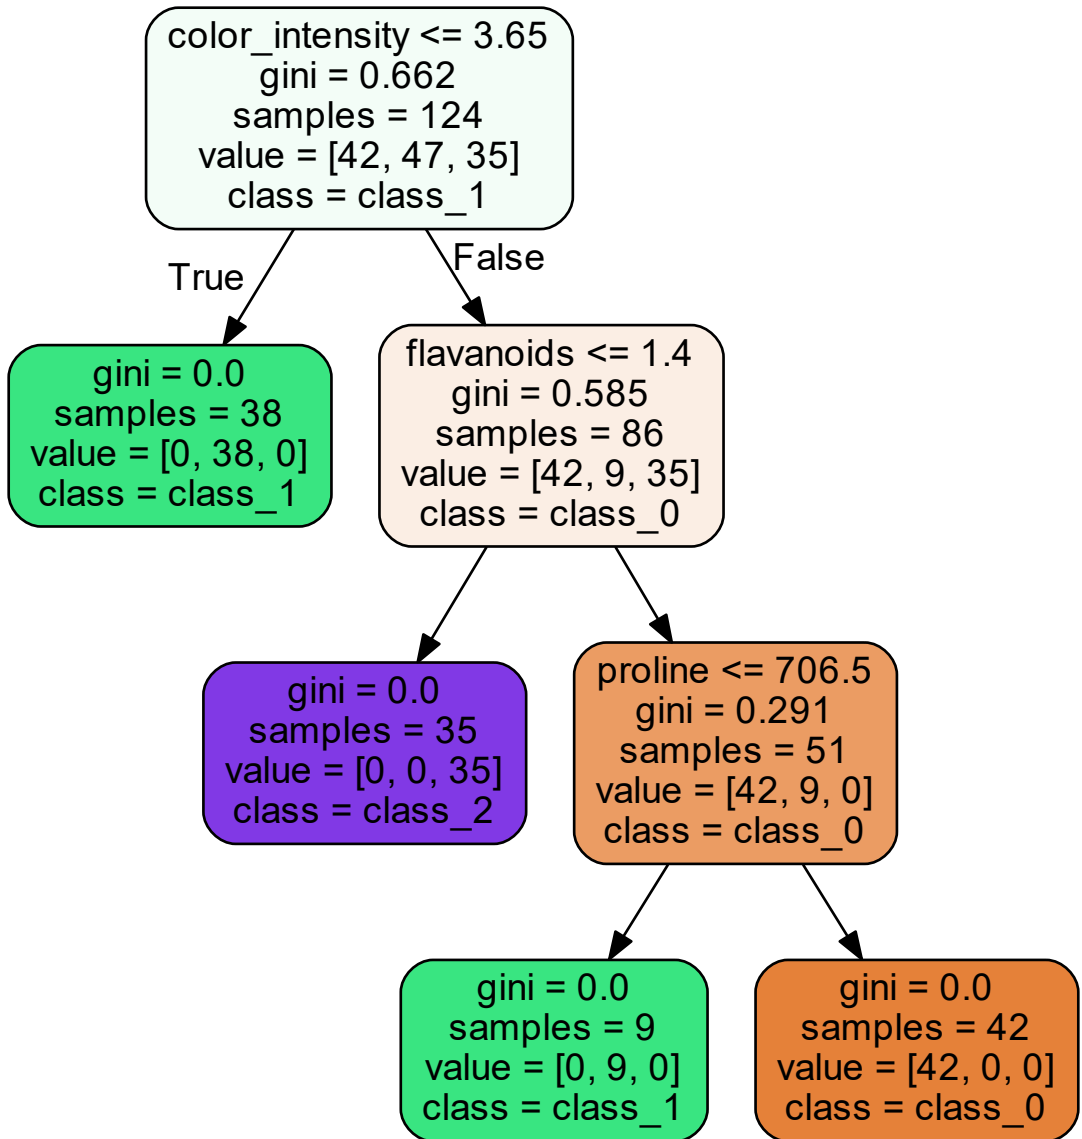 color_intensity <= 3.65
gini = 0.662
samples = 124
value = [42, 47, 35]
class = class_1
True
False
gini = 0.0
samples = 38
value = [0, 38, 0]
class = class_1
flavanoids <= 1.4
gini = 0.585
samples = 86
value = [42, 9, 35]
class = class_0
gini = 0.0
samples = 35
value = [0, 0, 35]
class = class_2
proline <= 706.5
gini = 0.291
samples = 51
value = [42, 9, 0]
class = class_0
gini = 0.0
samples = 9
value = [0, 9, 0]
class = class_1
gini = 0.0
samples = 42
value = [42, 0, 0]
class = class_0